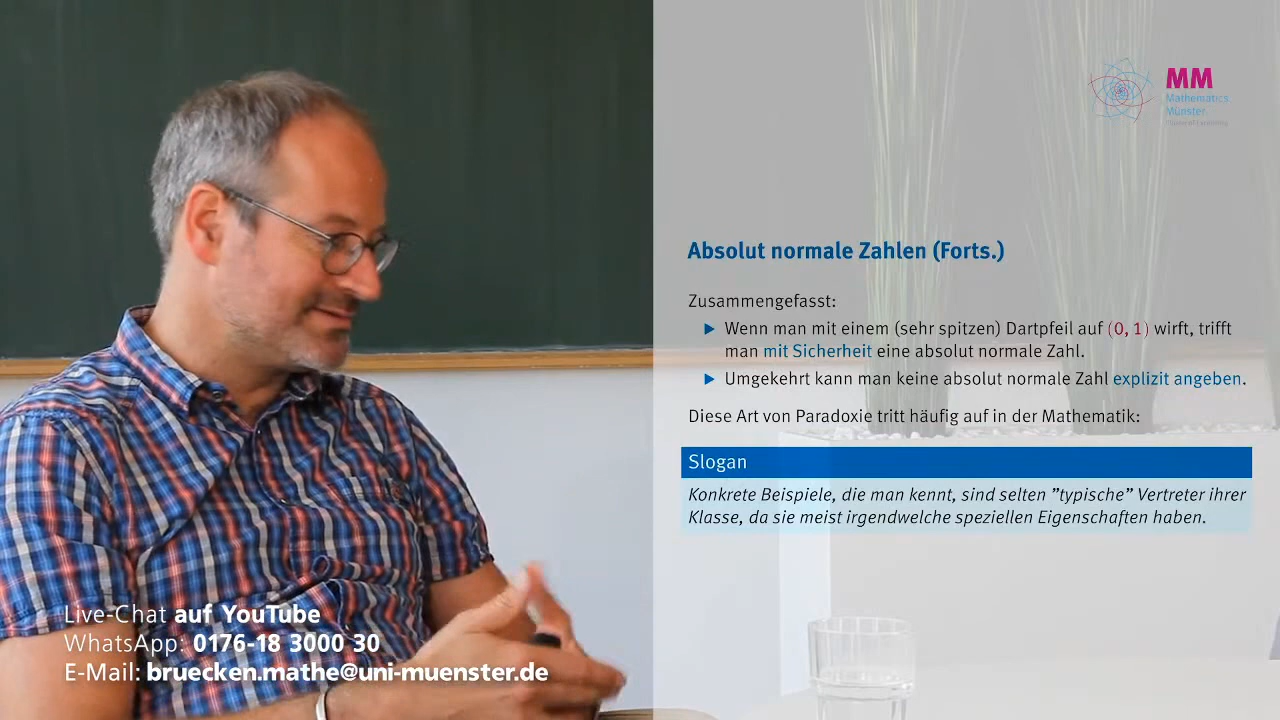 MM
Mathematics
Münster
Absolut normale Zahlen (Forts.)
Zusammengefasst:
▶ Wenn man mit einem (sehr spitzen) Dartpfeil auf (0, 1) wirft, trifft
man mit Sicherheit eine absolut normale Zahl.
▶ Umgekehrt kann man keine absolut normale Zahl explizit angeben.
Diese Art von Paradoxie tritt häufig auf in der Mathematik:
Slogan
Konkrete Beispiele, die man kennt, sind selten ”typische” Vertreter ihrer
Klasse, da sie meist irgendwelche speziellen Eigenschaften haben.
Live-Chat auf YouTube
WhatsApp: 0176-18 3000 30
E-Mail: bruecken.mathe@uni-muenster.de